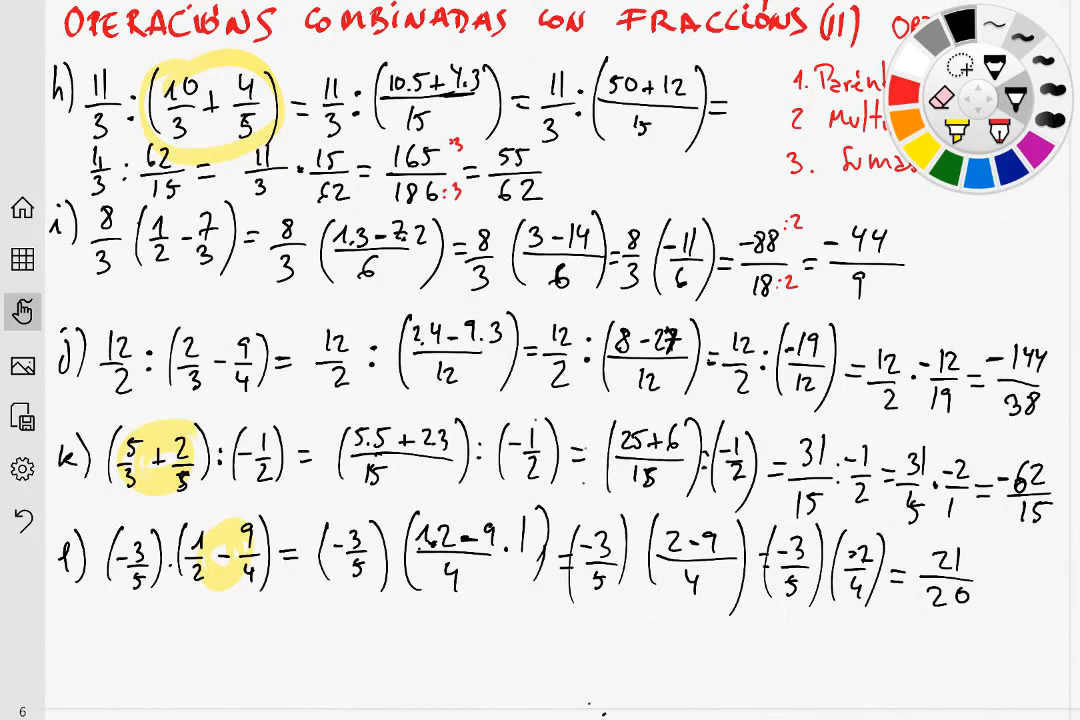 OPERACIÓNS COMBINADAS CON FRACCIÓNS (II)
1. Parént
2 Multi
3. Sumas
h) 11/3 : (10/3 + 4/5) = 11/3 : ((10.5+4.3)/15) = 11/3 : ((50+12)/15) =
11/3 : 62/15 = 11/3 · 15/62 = 165/186 :3 :3 = 55/62
i) 8/3 (1/2 - 7/3) = 8/3 ((1.3-7.2)/6) = 8/3 ((3-14)/6) = 8/3 (-11/6) = -88/18 :2 :2 = -44/9
j) 12/2 : (2/3 - 9/4) = 12/2 : ((2.4-9.3)/12) = 12/2 : ((8-27)/12) = 12/2 : (-19/12) = 12/2 · -12/19 = -144/38
k) (5/3 + 2/5) : (-1/2) = ((5.5+23)/15) : (-1/2) = ((25+6)/15) : (-1/2) = 31/15 : -1/2 = 31/15 · -2/1 = -62/15
l) (-3/5) · (1/2 - 9/4) = (-3/5) ((1.2-9.1)/4) = (-3/5) ((2-9)/4) = (-3/5) (/4) = 21/20
6